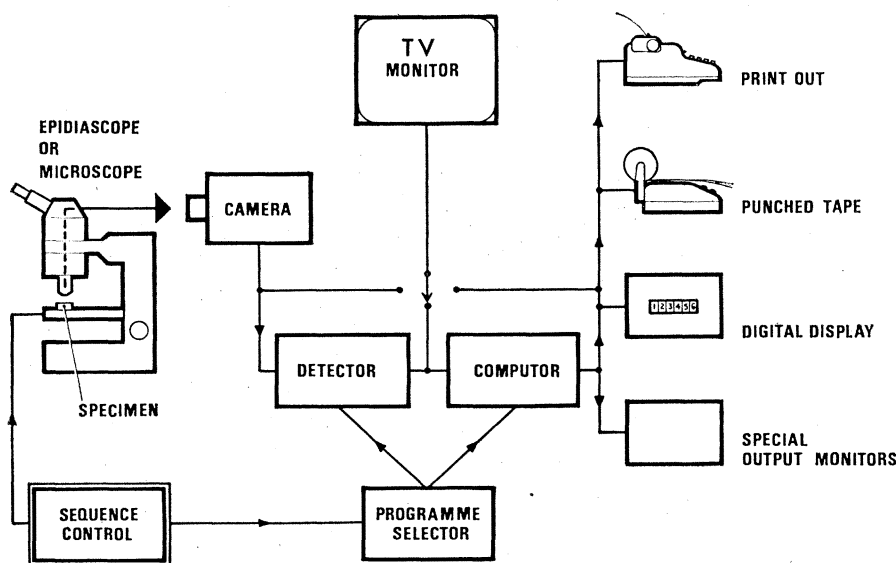 TV
MONITOR
EPIDIASCOPE
OR
MICROSCOPE
CAMERA
PRINT OUT
PUNCHED TAPE
123456
DIGITAL DISPLAY
DETECTOR
COMPUTOR
SPECIMEN
SPECIAL
OUTPUT MONITORS
SEQUENCE
CONTROL
PROGRAMME
SELECTOR